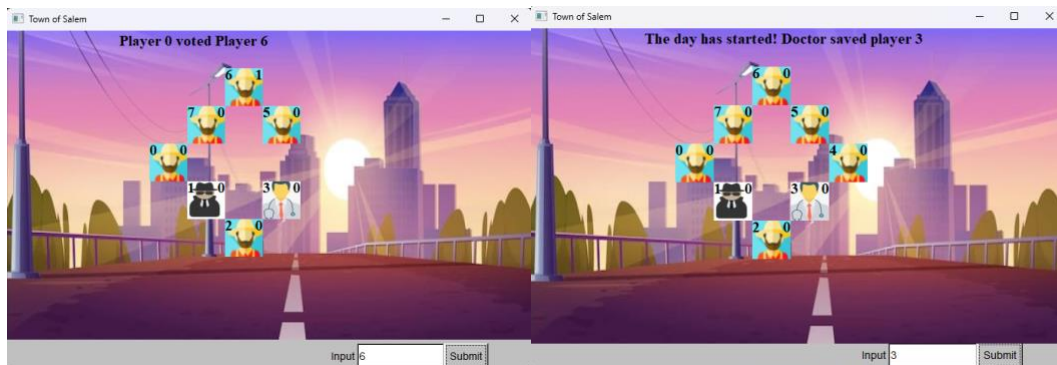 Town of Salem
Player 0 voted Player 6
6 1
7 0 5 0
0 0
1 0 3 0
2 0
Input 6 Submit
Town of Salem
The day has started! Doctor saved player 3
6 0
7 0 5 0
0 0 4 0
1 0 3 0
2 0
Input 3 Submit